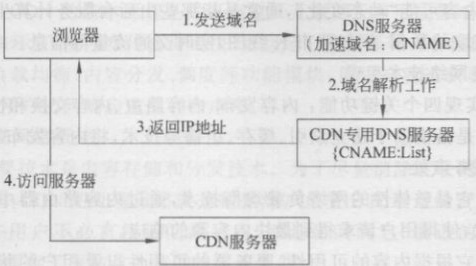 1.发送域名
浏览器
DNS服务器
(加速域名：CNAME)
2.域名解析工作
3.返回IP地址
CDN专用DNS服务器
{CNAME:List}
4.访问服务器
CDN服务器